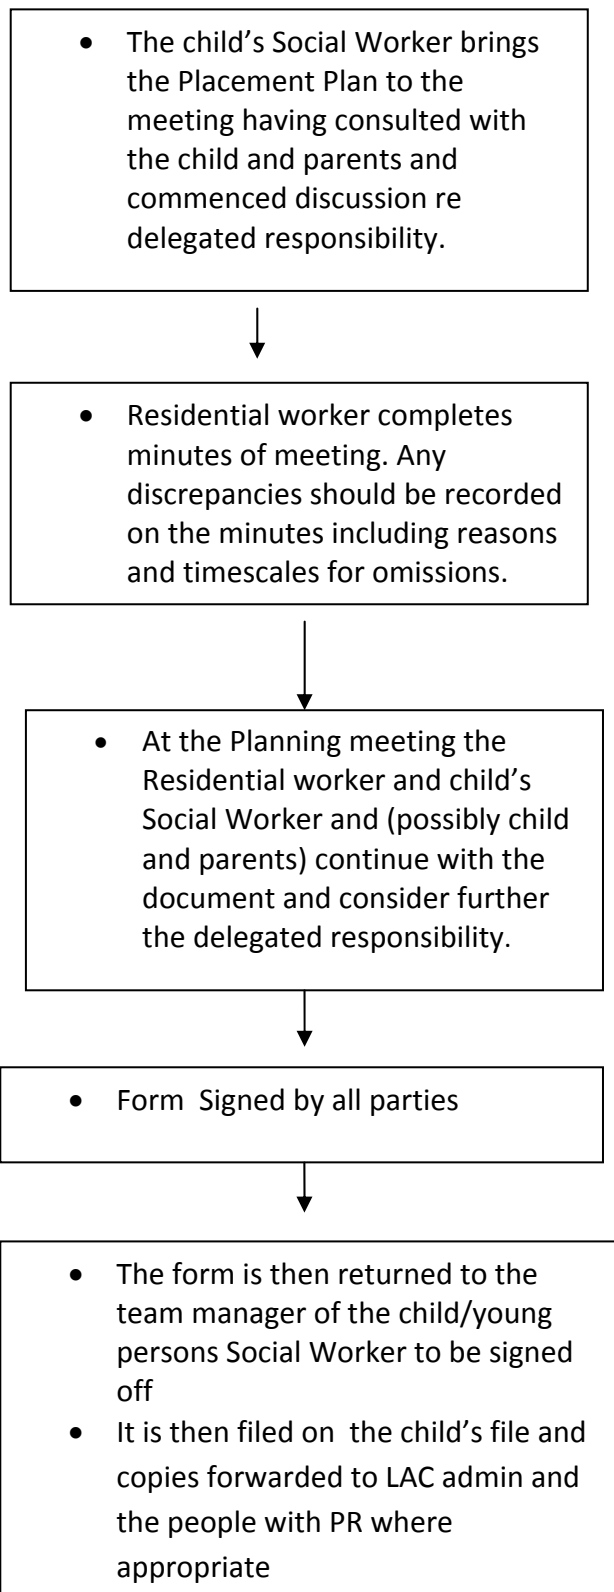 • The child’s Social Worker brings
the Placement Plan to the
meeting having consulted with
the child and parents and
commenced discussion re
delegated responsibility.
• Residential worker completes
minutes of meeting. Any
discrepancies should be recorded
on the minutes including reasons
and timescales for omissions.
• At the Planning meeting the
Residential worker and child’s
Social Worker and (possibly child
and parents) continue with the
document and consider further
the delegated responsibility.
• Form  Signed by all parties
• The form is then returned to the
team manager of the child/young
persons Social Worker to be signed
off
• It is then filed on  the child’s file and
copies forwarded to LAC admin and
the people with PR where
appropriate